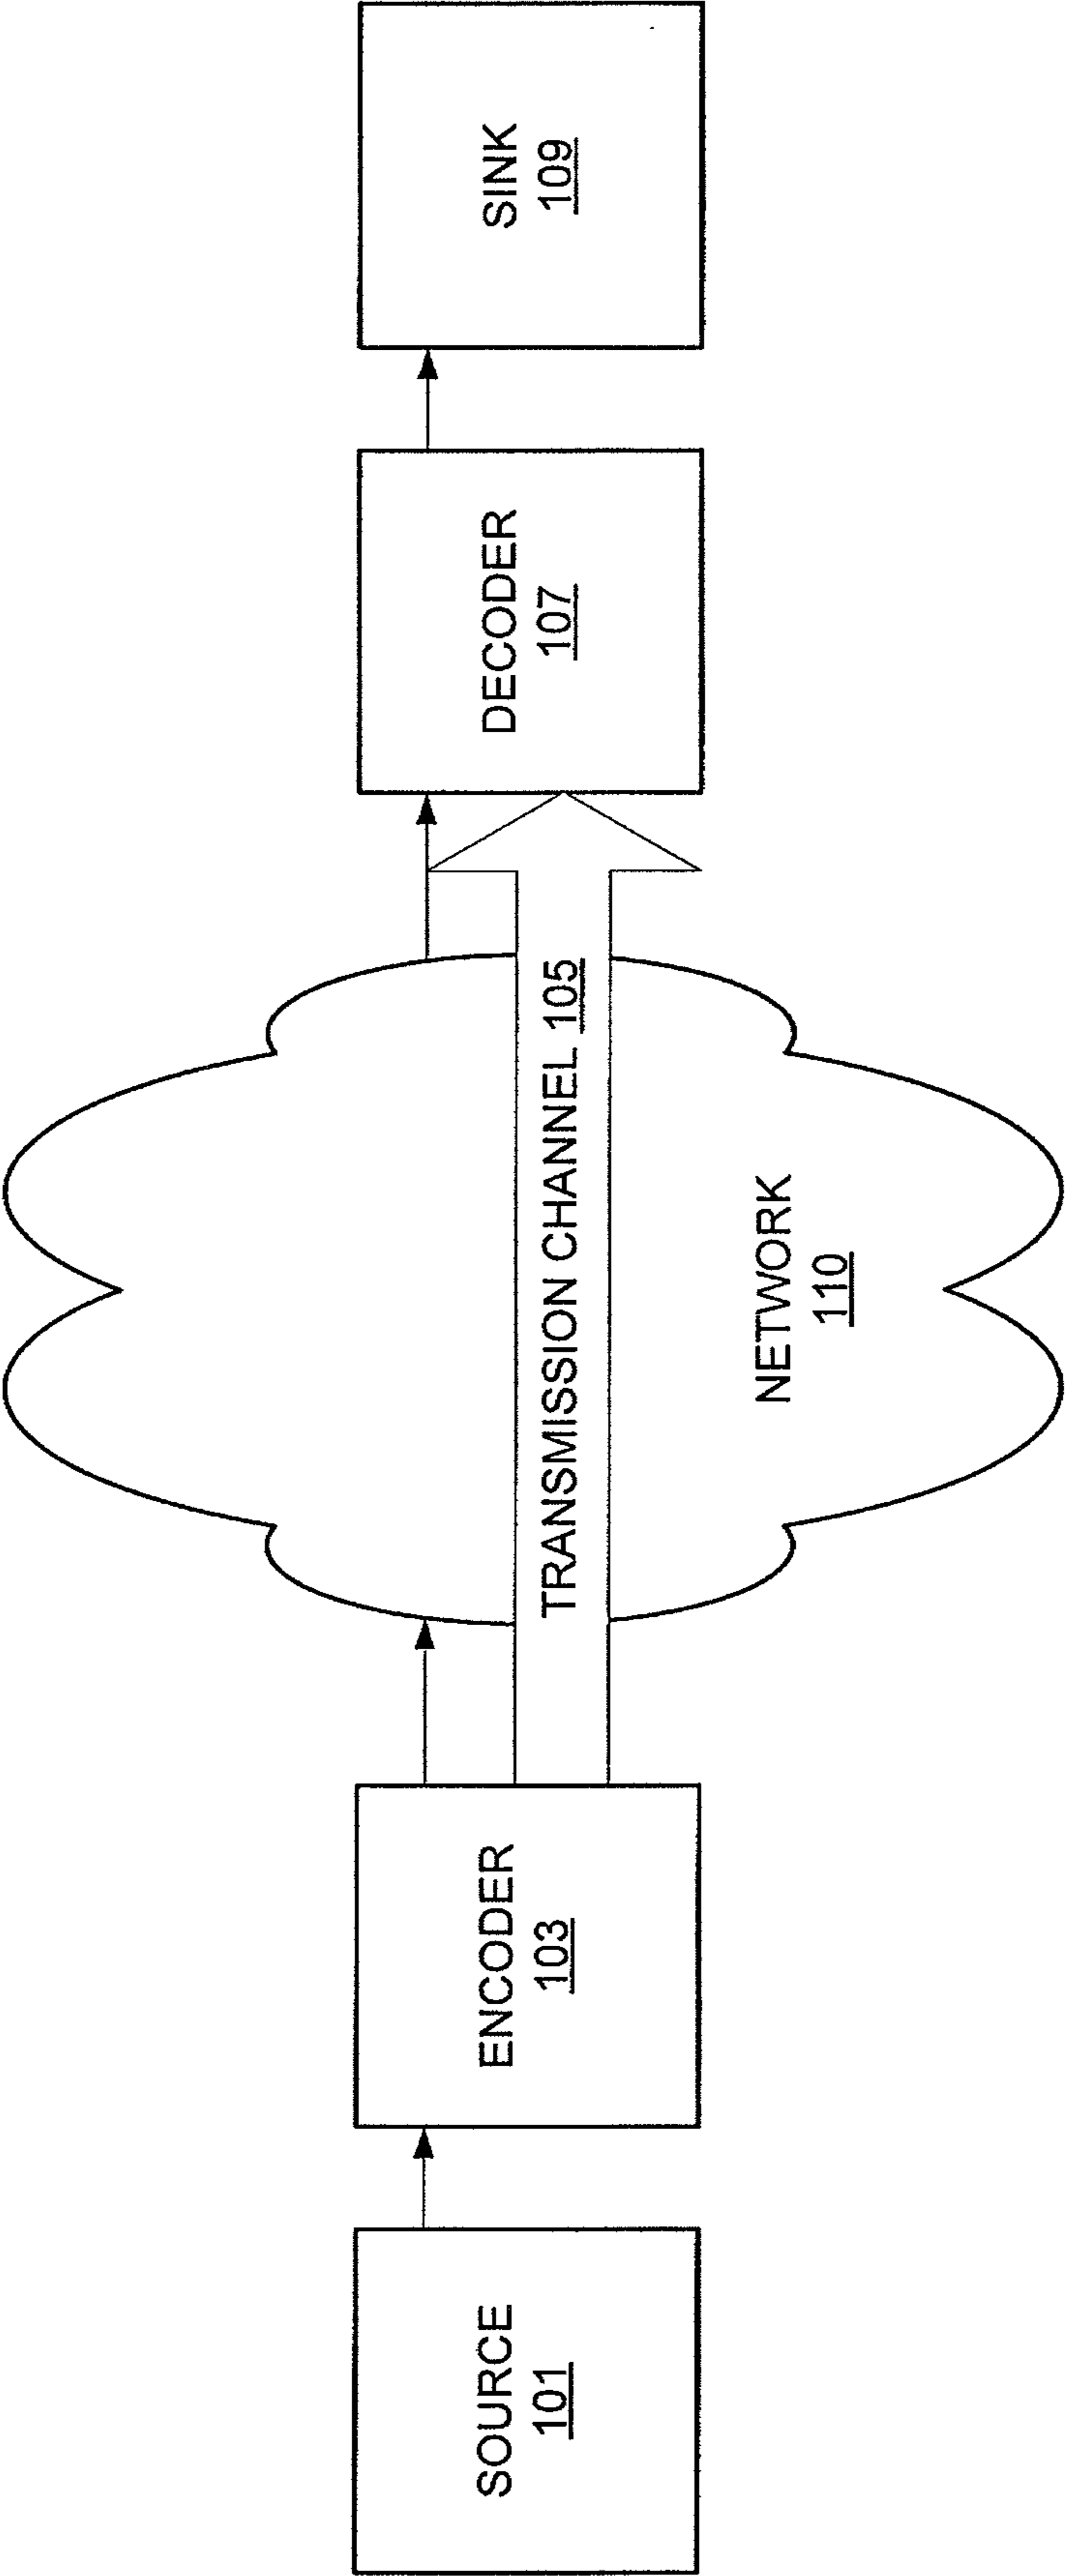 SOURCE
101
ENCODER
103
TRANSMISSION CHANNEL 105
NETWORK
110
DECODER
107
SINK
109